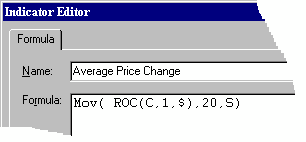 Indicator Editor
Formula
Name: Average Price Change
Formula: Mov( ROC(C,1,$),20,S)